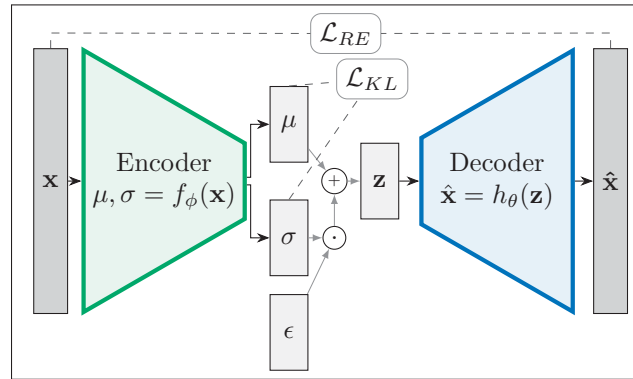 ℒ_RE
ℒ_KL
x
Encoder
μ, σ = f_ϕ(x)
μ
σ
ϵ
+
·
z
Decoder
x̂ = h_θ(z)
x̂